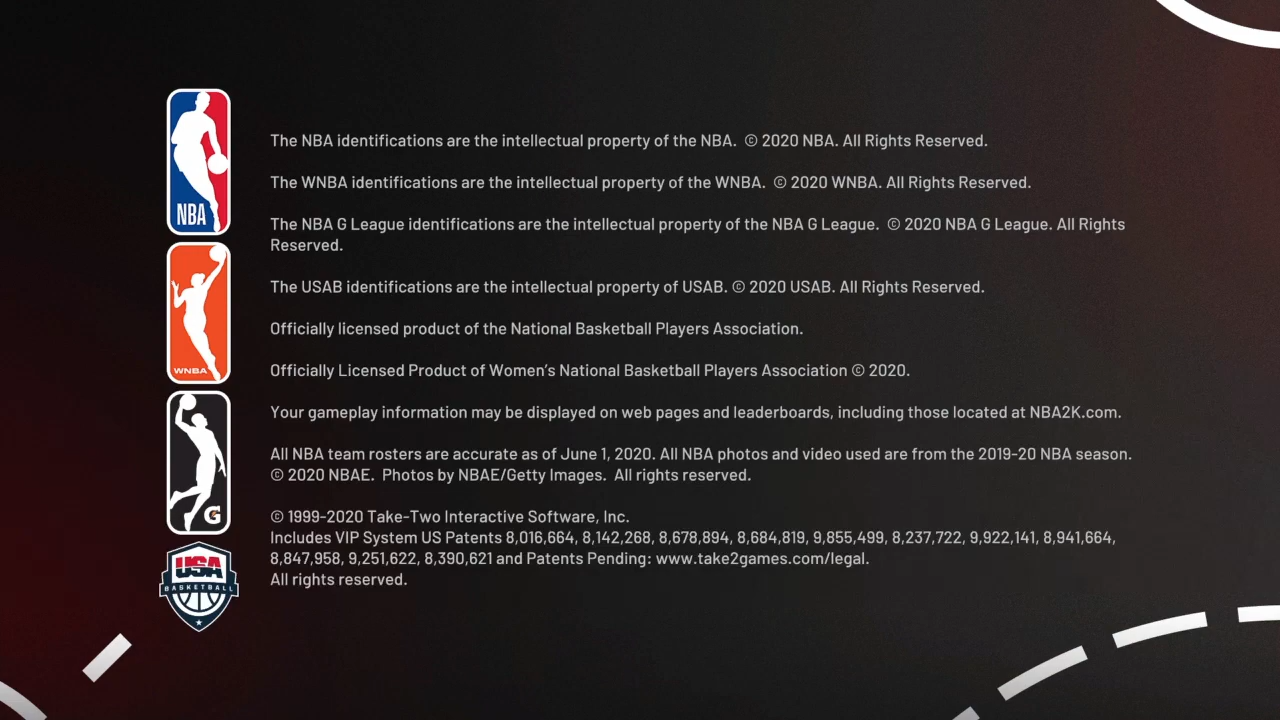 NBA
The NBA identifications are the intellectual property of the NBA.  © 2020 NBA. All Rights Reserved.
The WNBA identifications are the intellectual property of the WNBA.  © 2020 WNBA. All Rights Reserved.
The NBA G League identifications are the intellectual property of the NBA G League.  © 2020 NBA G League. All Rights
Reserved.
The USAB identifications are the intellectual property of USAB. © 2020 USAB. All Rights Reserved.
Officially licensed product of the National Basketball Players Association.
WNBA
Officially Licensed Product of Women's National Basketball Players Association © 2020.
Your gameplay information may be displayed on web pages and leaderboards, including those located at NBA2K.com.
All NBA team rosters are accurate as of June 1, 2020. All NBA photos and video used are from the 2019-20 NBA season.
© 2020 NBAE.  Photos by NBAE/Getty Images.  All rights reserved.
G
© 1999-2020 Take-Two Interactive Software, Inc.
Includes VIP System US Patents 8,016,664, 8,142,268, 8,678,894, 8,684,819, 9,855,499, 8,237,722, 9,922,141, 8,941,664,
8,847,958, 9,251,622, 8,390,621 and Patents Pending: www.take2games.com/legal.
All rights reserved.
USA
BASKETBALL